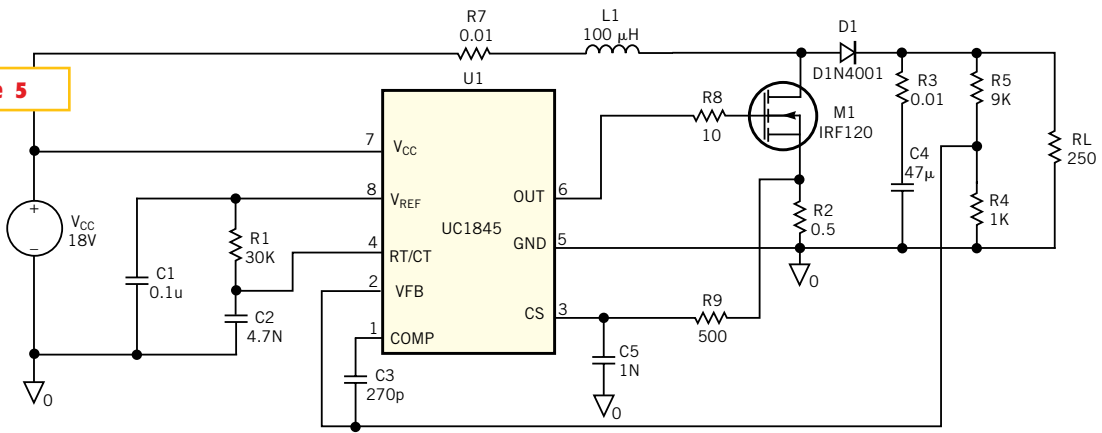 R7
0.01
L1
100 μH
D1
D1N4001
e 5
U1
R3
0.01
R5
9K
R8
10
M1
IRF120
7
VCC
RL
250
C4
47μ
8
VREF
OUT
6
VCC
18V
+
–
UC1845
R4
1K
R1
30K
R2
0.5
4
RT/CT
GND
5
C1
0.1u
2
VFB
0
R9
500
CS
3
C2
4.7N
1
COMP
C5
1N
C3
270p
0
0